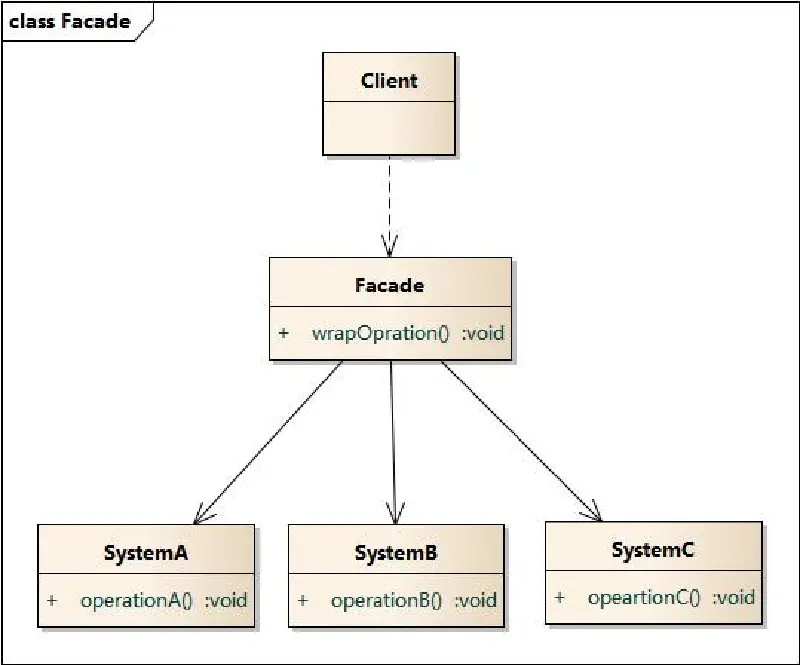 class Facade
Client
Facade
+ wrapOpration() :void
SystemA
+ operationA() :void
SystemB
+ operationB() :void
SystemC
+ opeartionC() :void